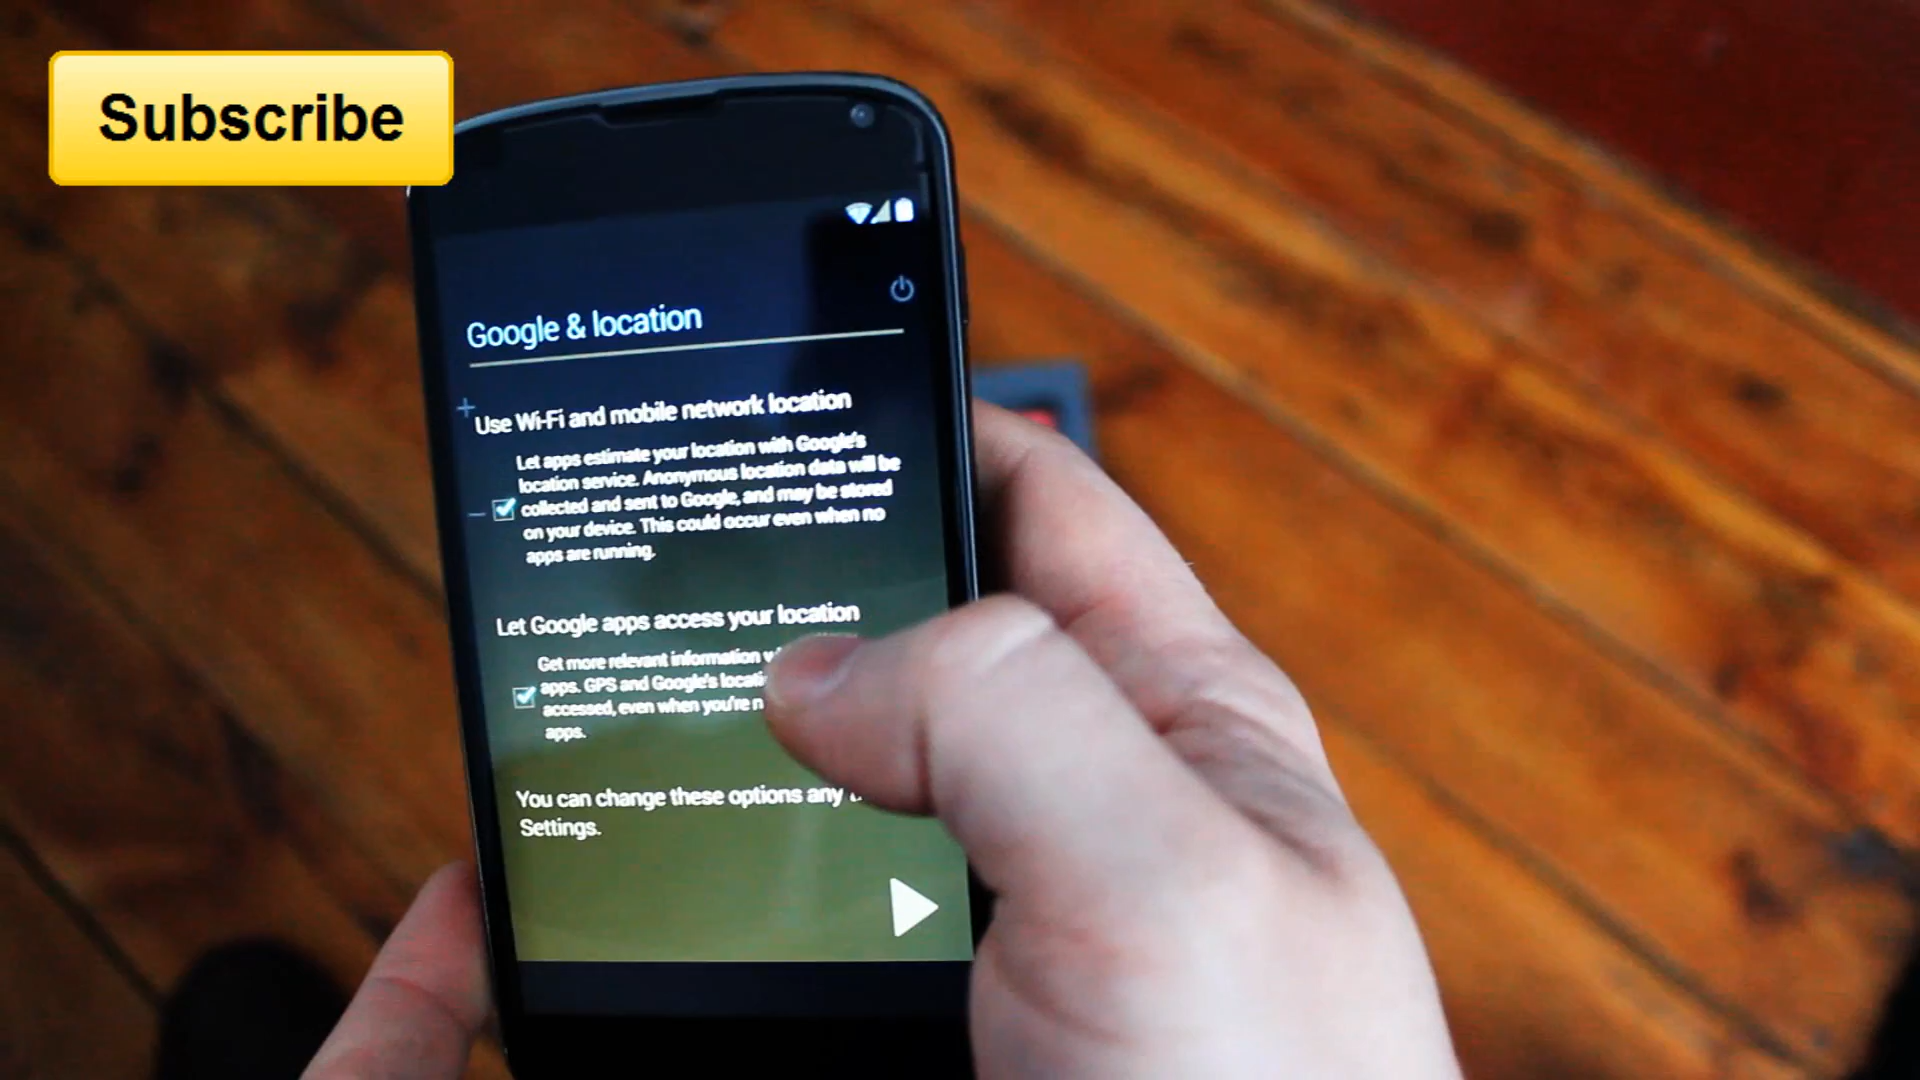 Subscribe
Google & location
Use Wi-Fi and mobile network location
Let apps estimate your location with Google's
location service. Anonymous location data will be
collected and sent to Google, and may be stored
on your device. This could occur even when no
apps are running.
Let Google apps access your location
Get more relevant information
apps. GPS and Google's
accessed, even when you're
apps.
You can change these options any
Settings.